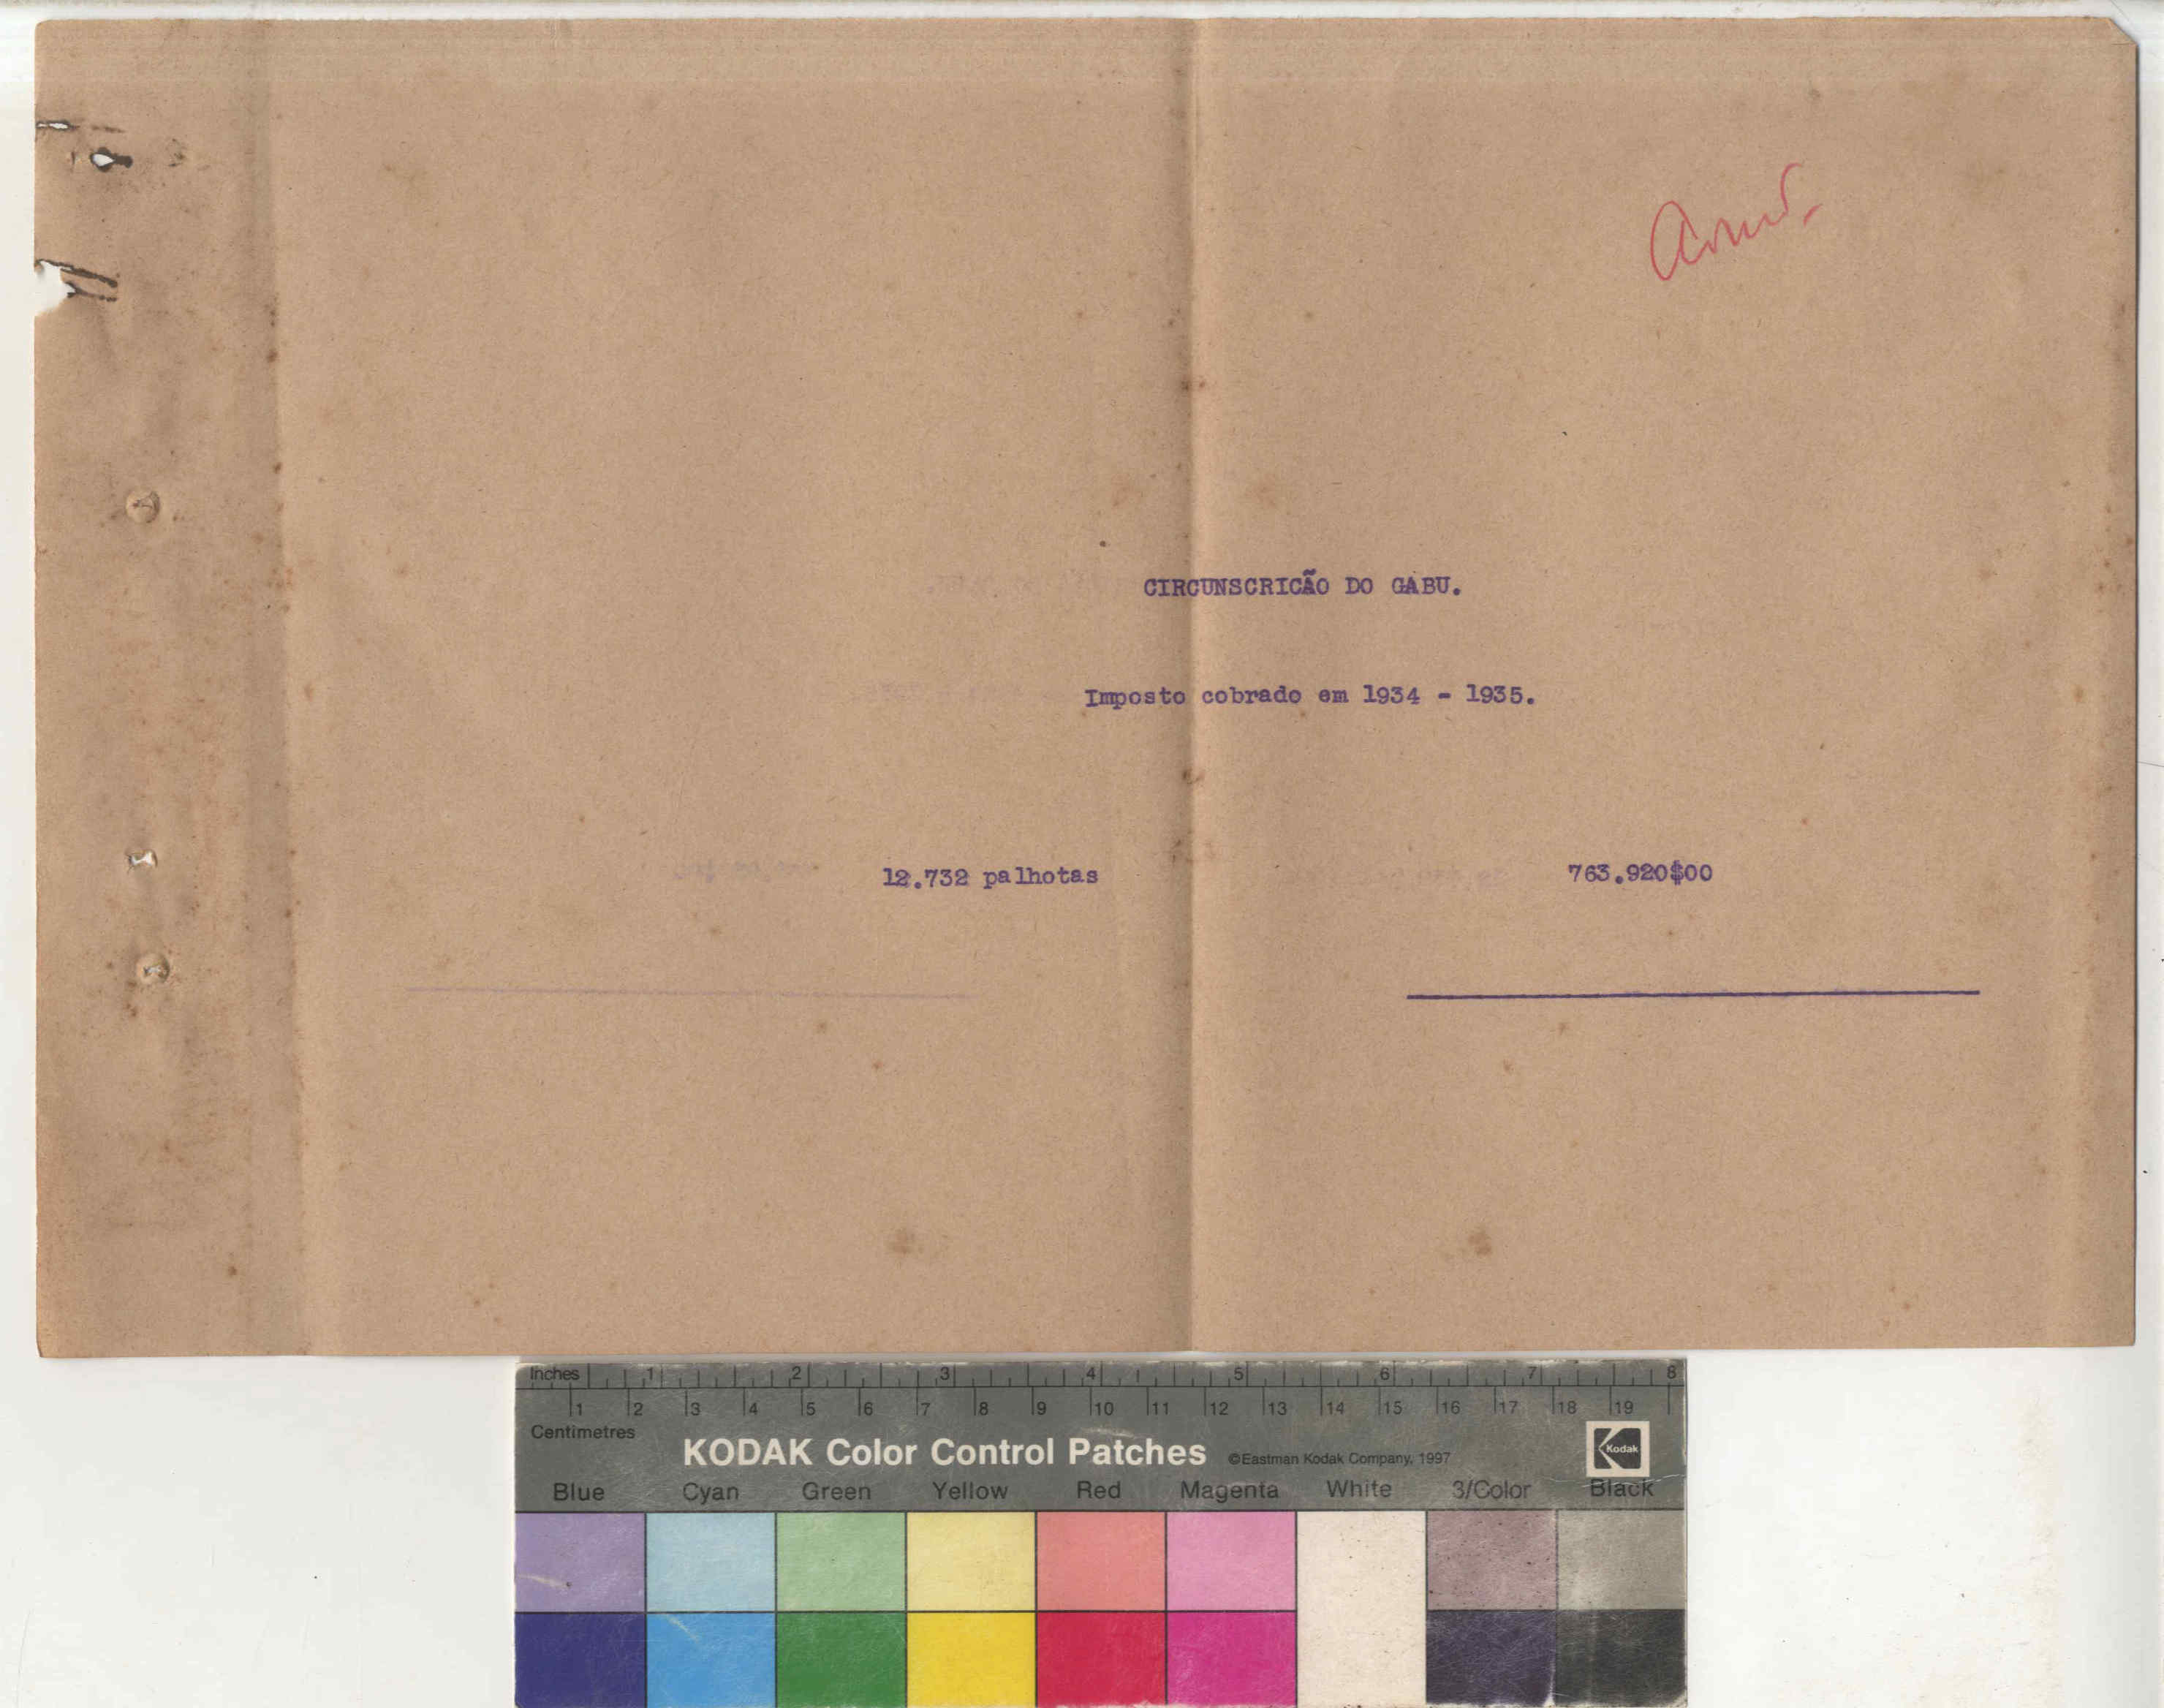 CIRCUNSCRICÃO DO GABU.
Imposto cobrado em 1934 - 1935.
12.732 palhotas 763.920$00
Inches 1 2 3 4 5 6 7 8
1 2 3 4 5 6 7 8 9 10 11 12 13 14 15 16 17 18 19
Centimetres
KODAK Color Control Patches ©Eastman Kodak Company, 1997 Kodak
Blue Cyan Green Yellow Red Magenta White 3/Color Black